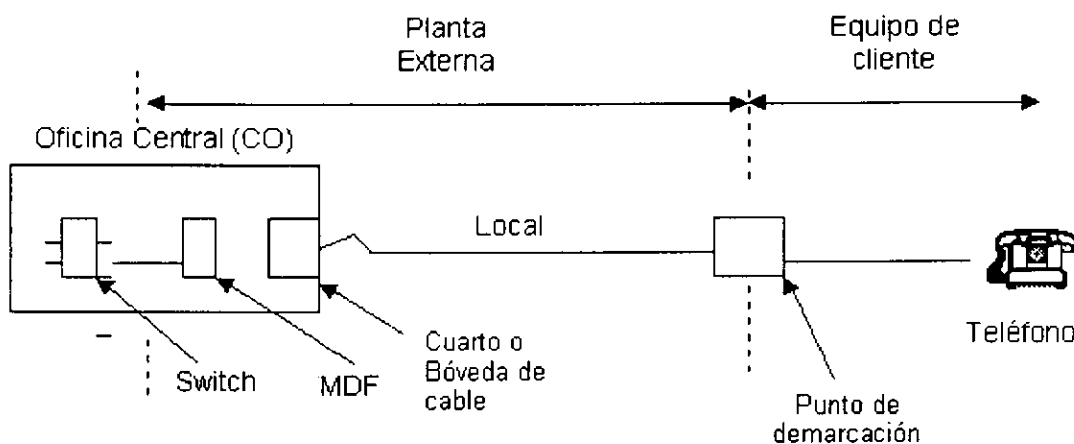 Planta
Externa
Equipo de
cliente
Oficina Central (CO)
Local
Teléfono
Switch
MDF
Cuarto o
Bóveda de
cable
Punto de
demarcación